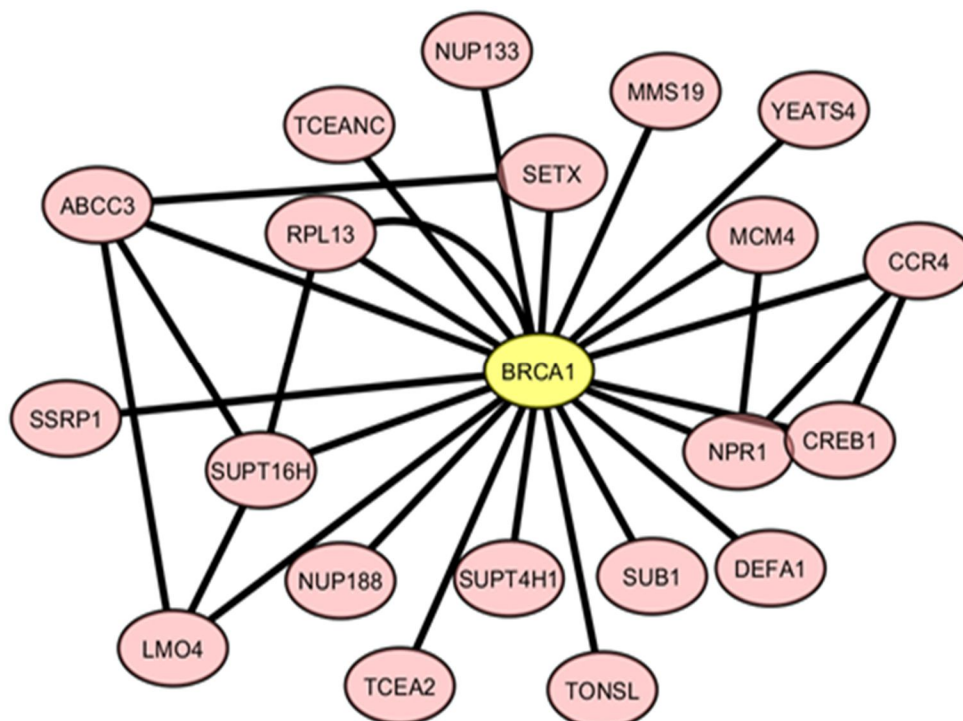 NUP133
MMS19
YEATS4
TCEANC
SETX
ABCC3
RPL13
MCM4
CCR4
BRCA1
SSRP1
SUPT16H
NPR1
CREB1
NUP188
SUPT4H1
SUB1
DEFA1
LMO4
TCEA2
TONSL